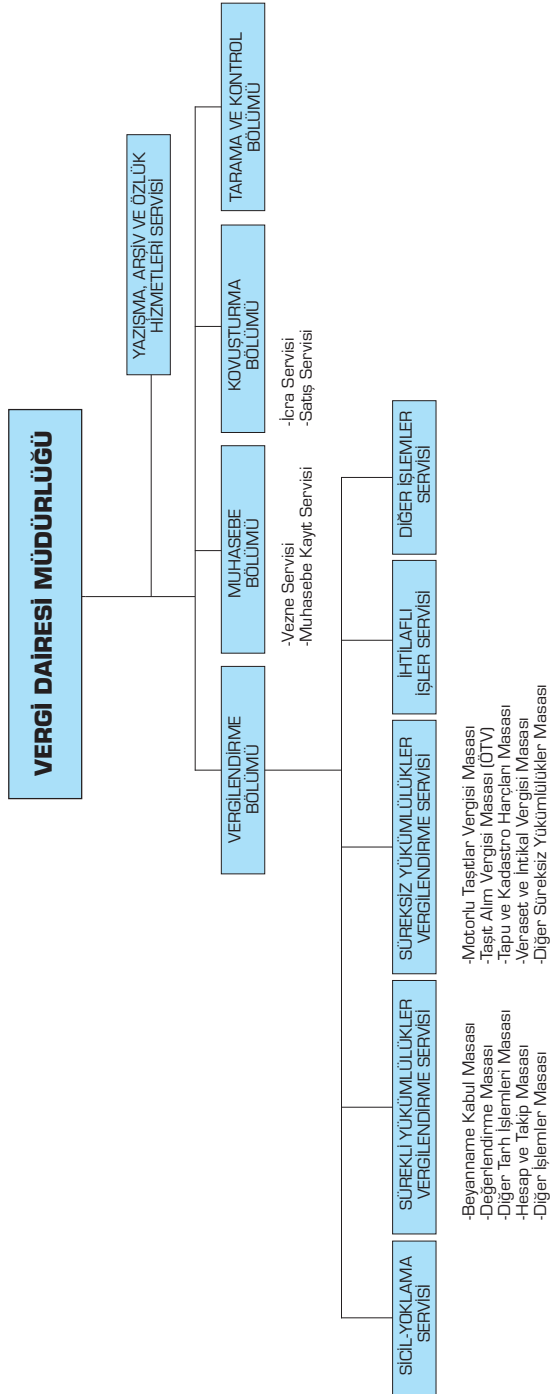 VERGİ DAİRESİ MÜDÜRLÜĞÜ
YAZIŞMA, ARŞİV VE ÖZLÜK
HİZMETLERİ SERVİSİ
VERGİLENDİRME
BÖLÜMÜ
MUHASEBE
BÖLÜMÜ
-Vezne Servisi
-Muhasebe Kayıt Servisi
KOVUŞTURMA
BÖLÜMÜ
-İcra Servisi
-Satış Servisi
TARAMA VE KONTROL
BÖLÜMÜ
SİCİL-YOKLAMA
SERVİSİ
SÜREKLİ YÜKÜMLÜLÜKLER
VERGİLENDİRME SERVİSİ
-Beyanname Kabul Masası
-Değerlendirme Masası
-Diğer Tarh İşlemleri Masası
-Hesap ve Takip Masası
-Diğer İşlemler Masası
SÜREKSİZ YÜKÜMLÜLÜKLER
VERGİLENDİRME SERVİSİ
-Motorlu Taşıtlar Vergisi Masası
-Taşıt Alım Vergisi Masası (ÖTV)
-Tapu ve Kadastro Harçları Masası
-Veraset ve İntikal Vergisi Masası
-Diğer Süreksiz Yükümlülükler Masası
İHTİLAFLI
İŞLER SERVİSİ
DİĞER İŞLEMLER
SERVİSİ